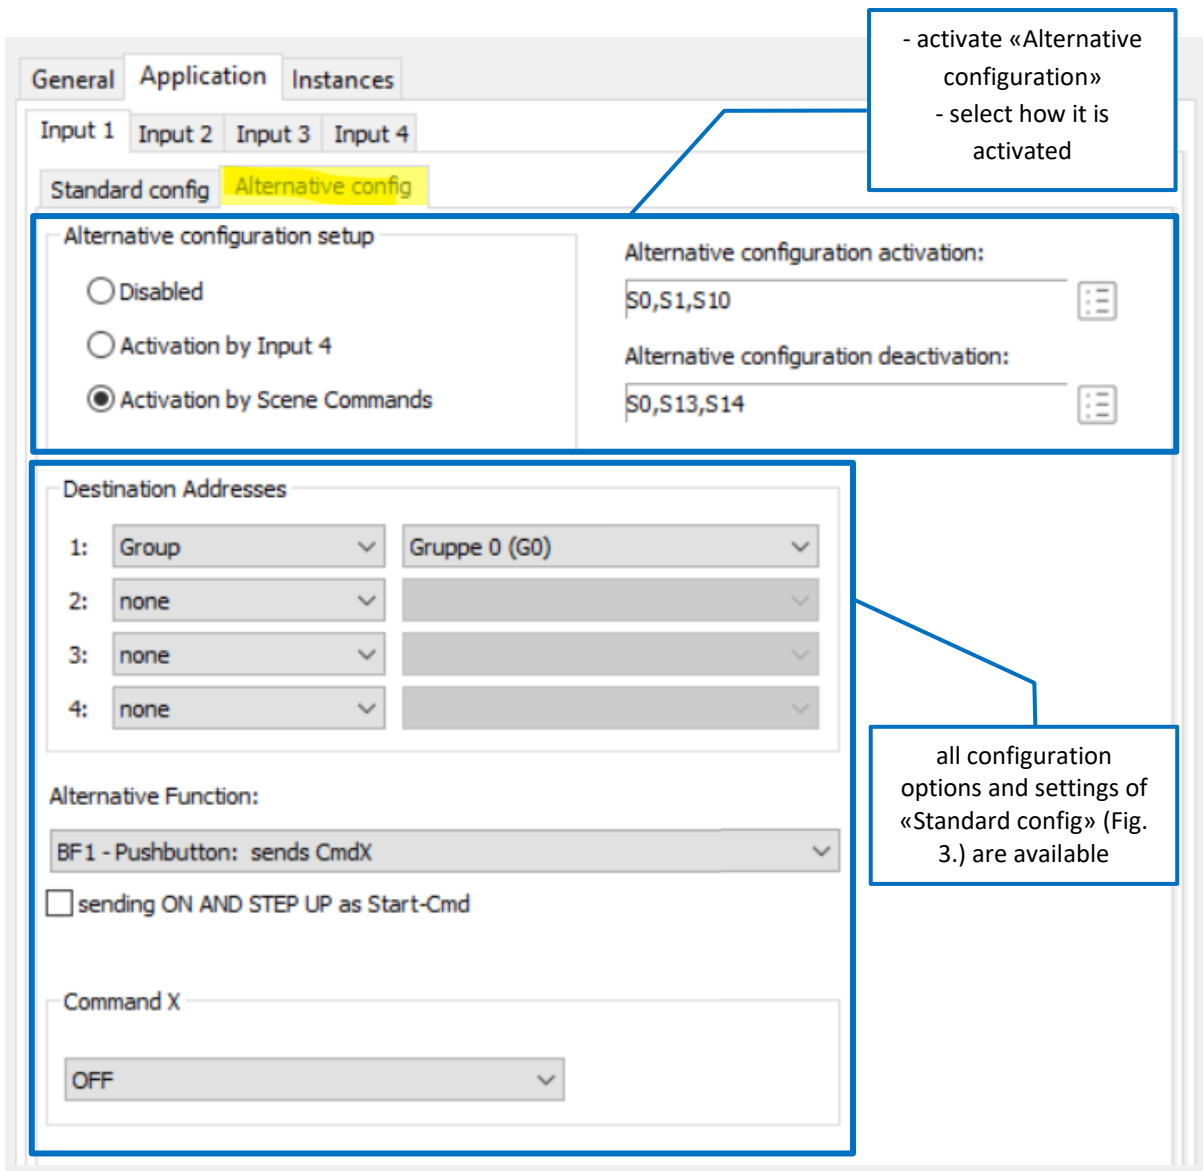 - activate «Alternative
configuration»
- select how it is
activated
General Application Instances
Input 1 Input 2 Input 3 Input 4
Standard config Alternative config
Alternative configuration setup
Disabled
Activation by Input 4
Activation by Scene Commands
Alternative configuration activation:
S0,S1,S10
Alternative configuration deactivation:
S0,S13,S14
Destination Addresses
1: Group Gruppe 0 (G0)
2: none
3: none
4: none
all configuration
options and settings of
«Standard config» (Fig.
3.) are available
Alternative Function:
BF1 - Pushbutton: sends CmdX
sending ON AND STEP UP as Start-Cmd
Command X
OFF